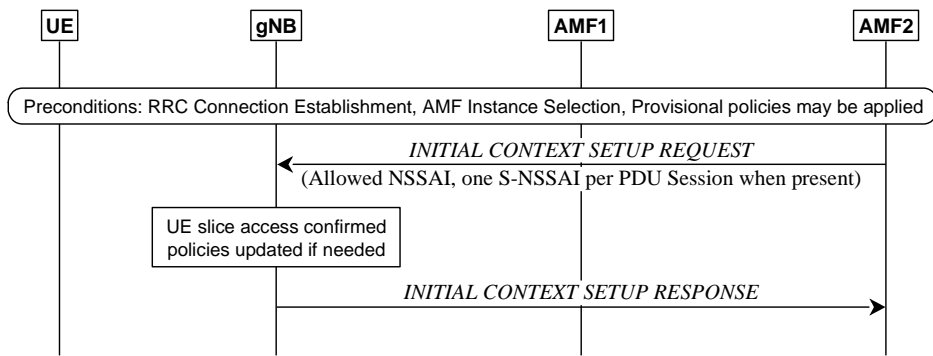 UE gNB AMF1 AMF2
Preconditions: RRC Connection Establishment, AMF Instance Selection, Provisional policies may be applied
INITIAL CONTEXT SETUP REQUEST
(Allowed NSSAI, one S-NSSAI per PDU Session when present)
UE slice access confirmed
policies updated if needed
INITIAL CONTEXT SETUP RESPONSE